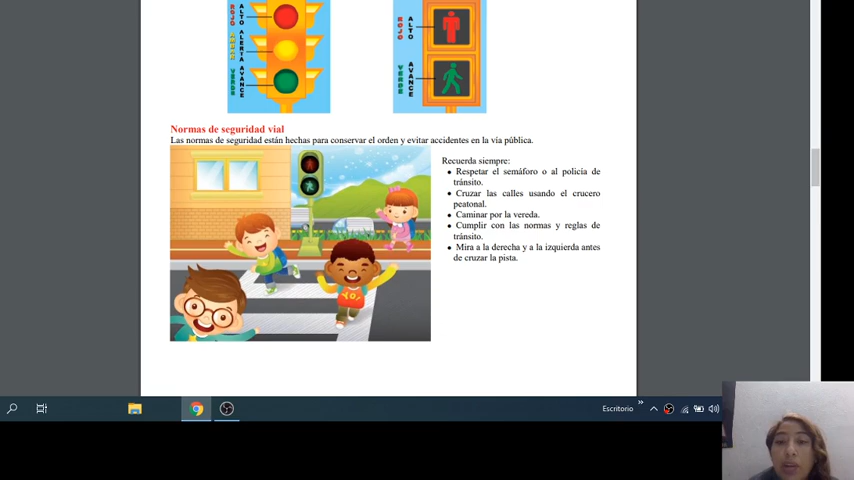 ROJO
ALTO
AMBAR
ALERTA
VERDE
AVANCE
ROJO
ALTO
VERDE
AVANCE
Normas de seguridad vial
Las normas de seguridad están hechas para conservar el orden y evitar accidentes en la vía pública.
Recuerda siempre:
• Respetar el semáforo o al policía de
tránsito.
• Cruzar las calles usando el crucero
peatonal.
• Caminar por la vereda.
• Cumplir con las normas y reglas de
tránsito.
• Mira a la derecha y a la izquierda antes
de cruzar la pista.
YO!
Escritorio